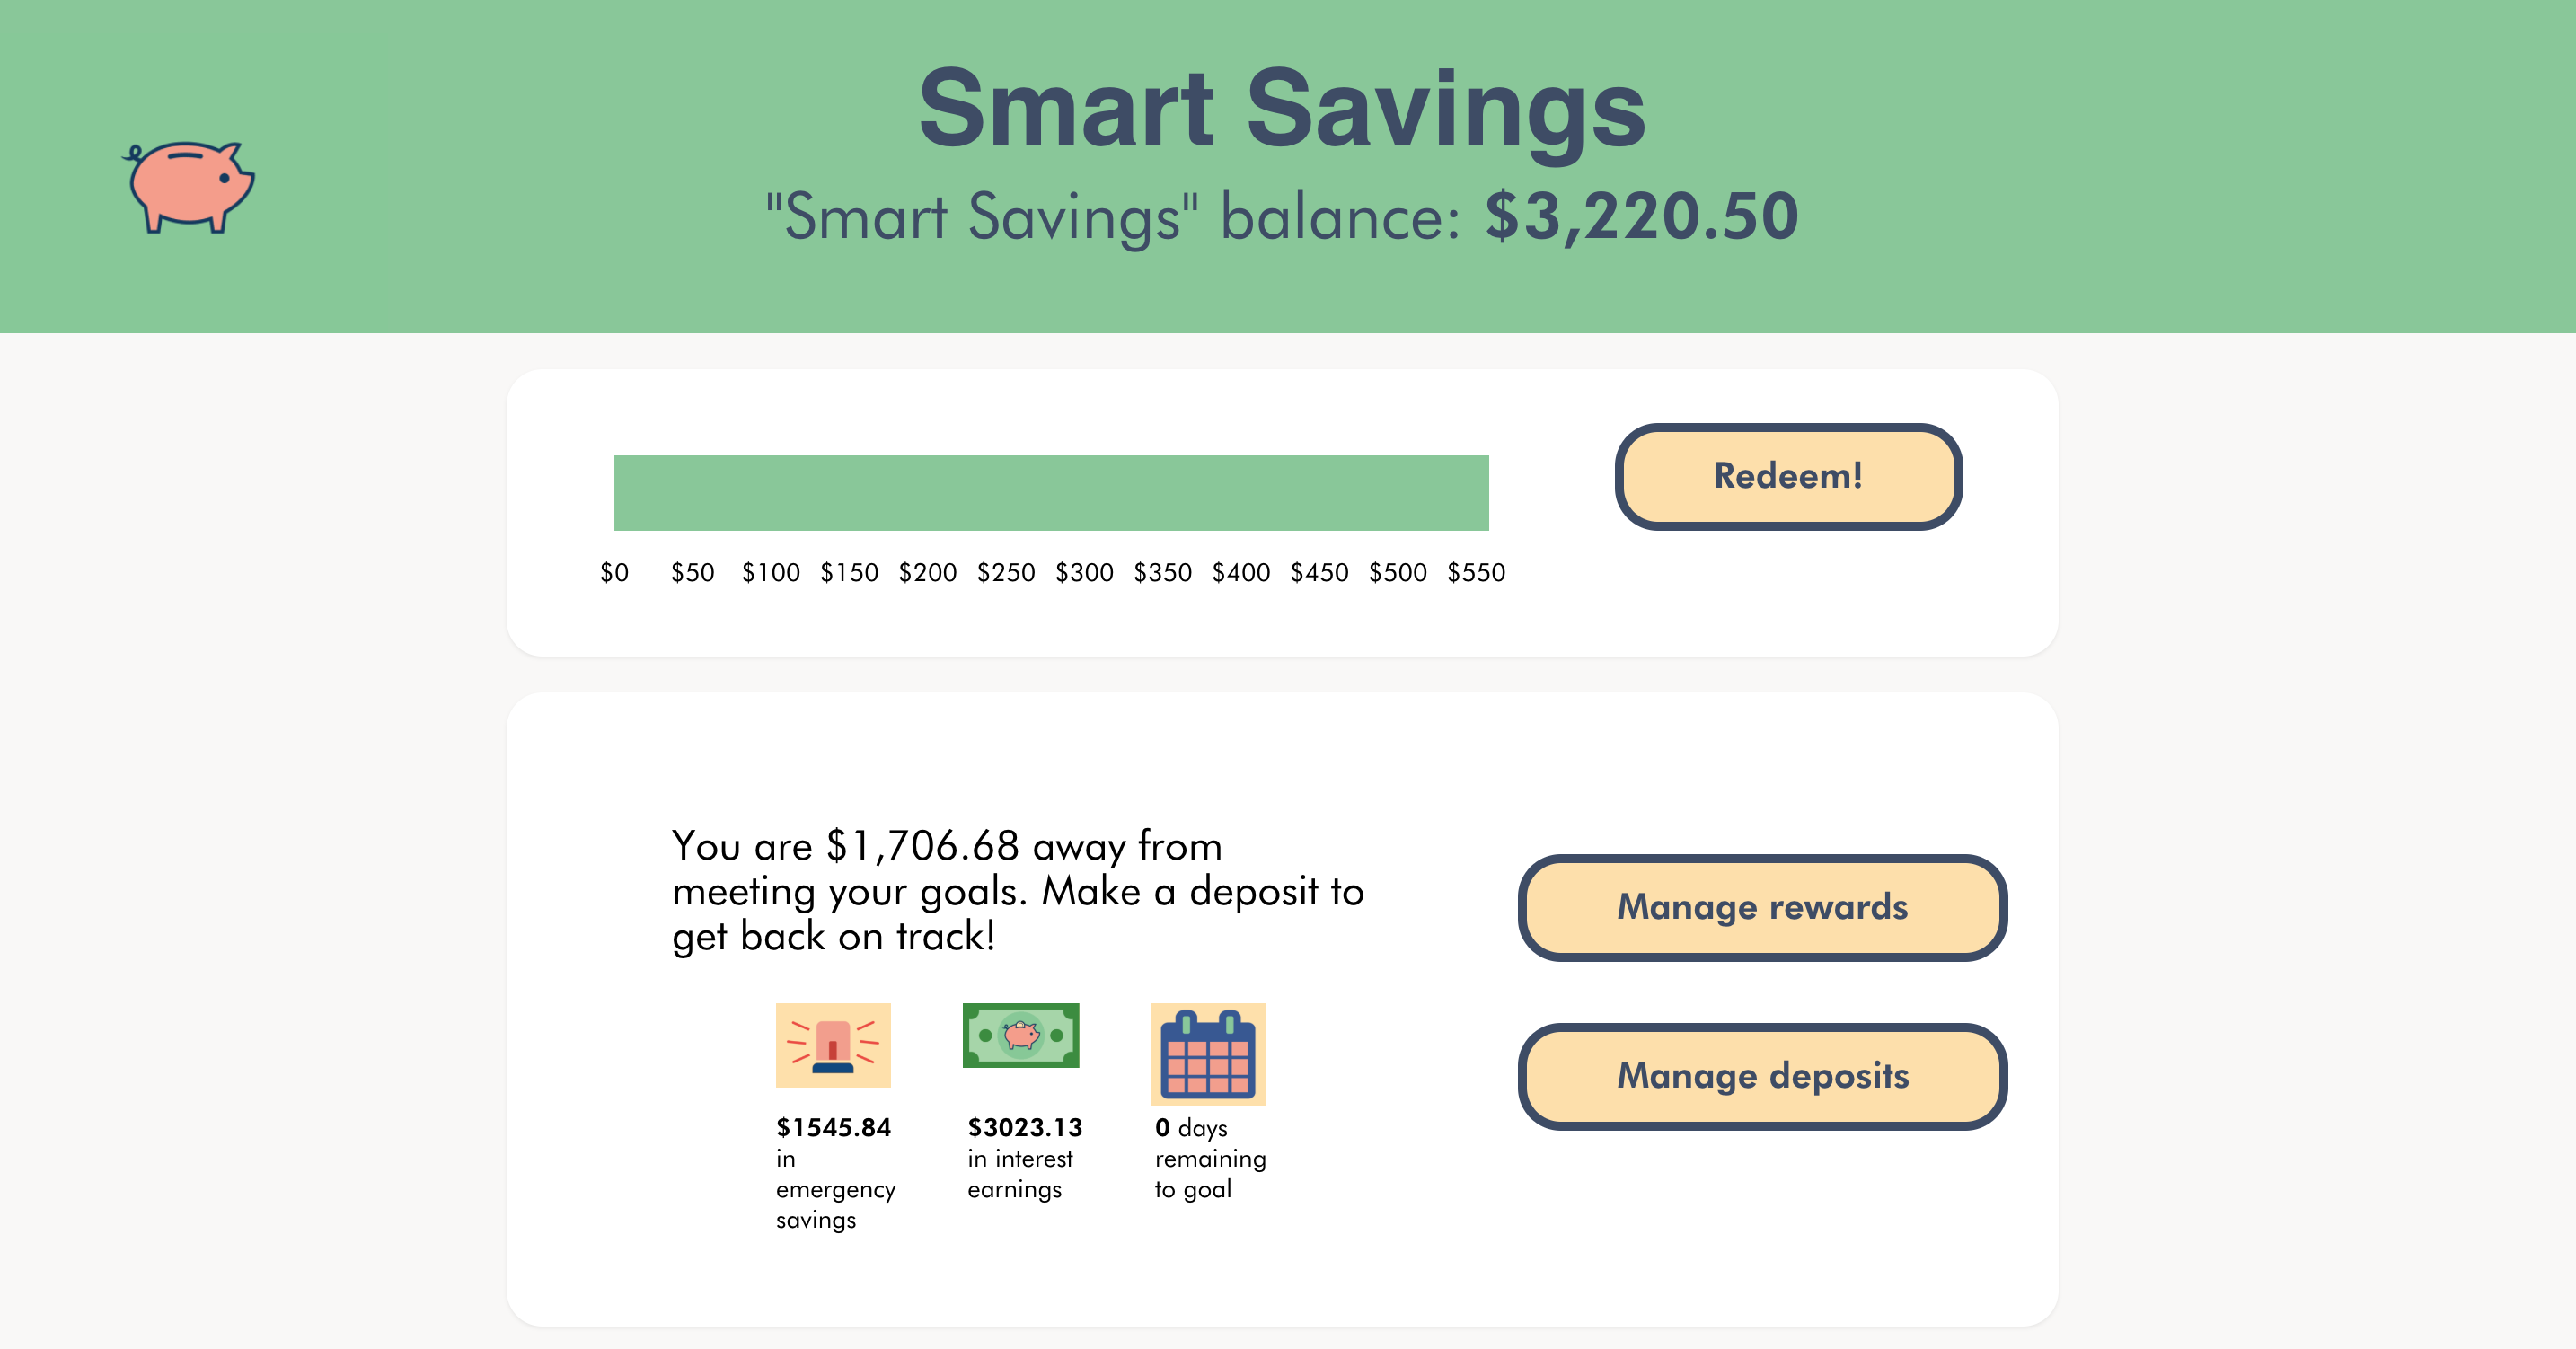 Smart Savings
"Smart Savings" balance: $3,220.50
Redeem!
$0 $50 $100 $150 $200 $250 $300 $350 $400 $450 $500 $550
You are $1,706.68 away from
meeting your goals. Make a deposit to
get back on track!
Manage rewards
Manage deposits
$1545.84
in
emergency
savings
$3023.13
in interest
earnings
0 days
remaining
to goal